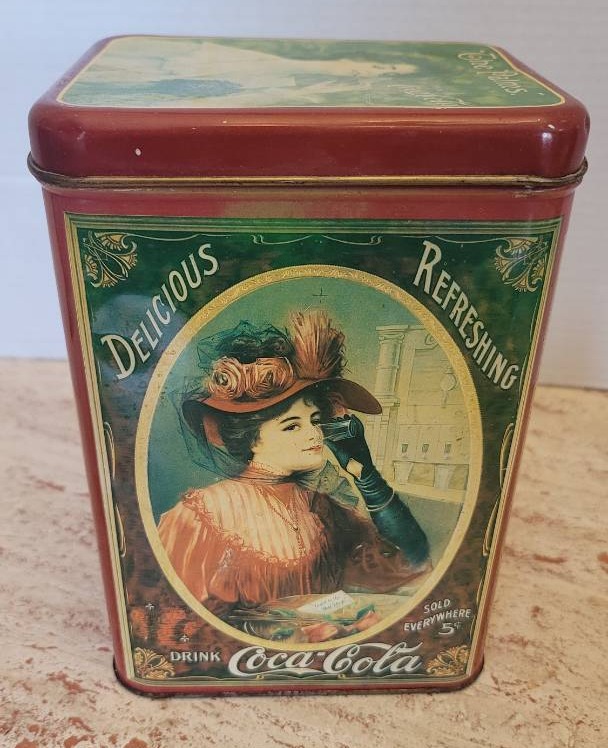 DELICIOUS
REFRESHING
SOLD
EVERYWHERE
5¢
DRINK Coca-Cola